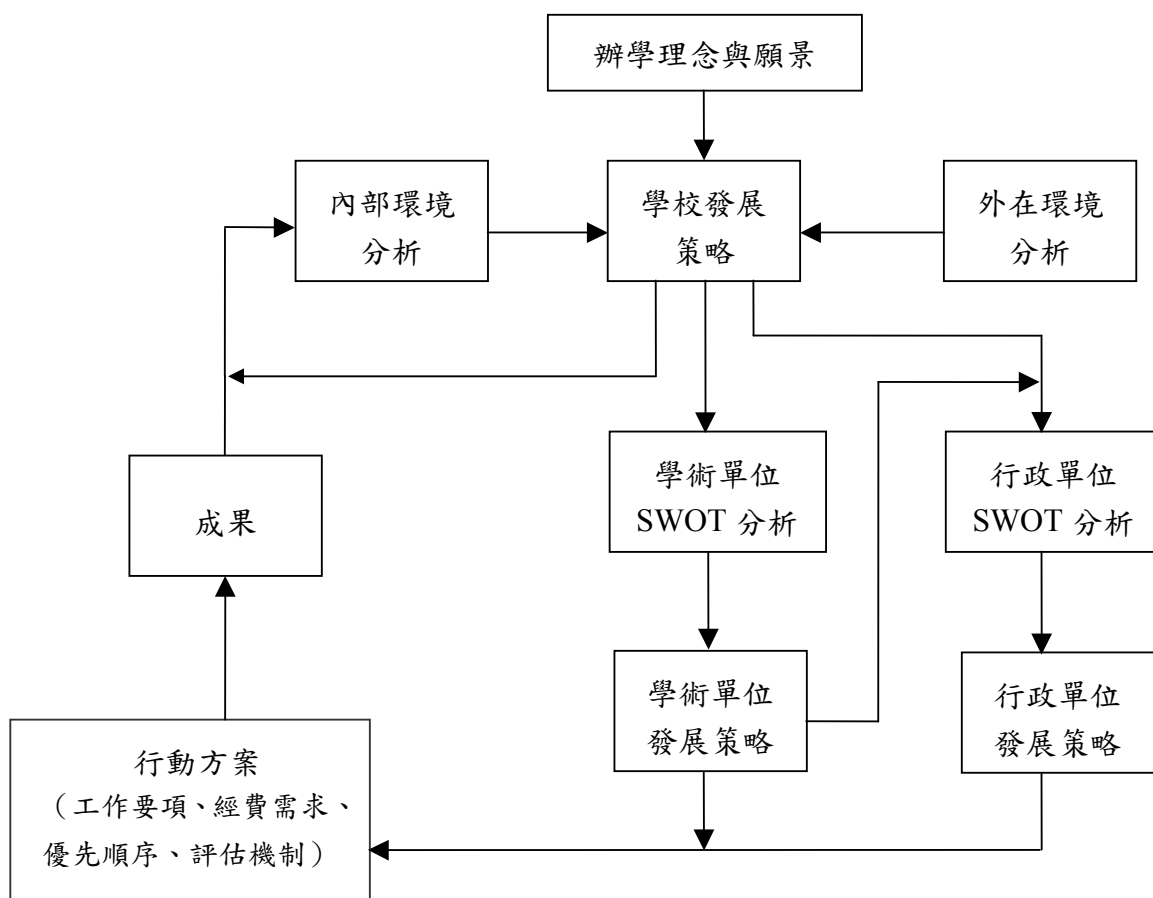 辦學理念與願景
內部環境
分析
學校發展
策略
外在環境
分析
學術單位
SWOT 分析
行政單位
SWOT 分析
成果
學術單位
發展策略
行政單位
發展策略
行動方案
（工作要項、經費需求、
優先順序、評估機制）